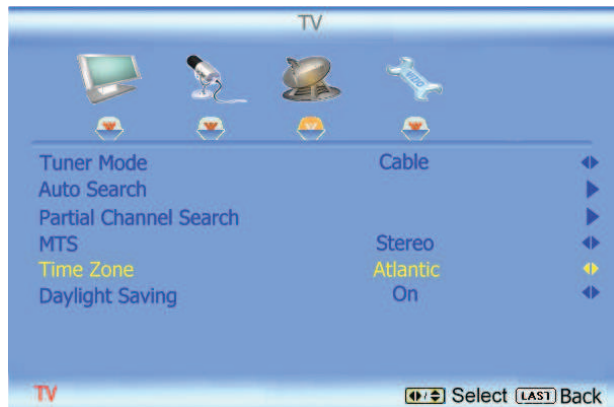 TV
Tuner Mode Cable
Auto Search
Partial Channel Search
MTS Stereo
Time Zone Atlantic
Daylight Saving On
TV Select LAST Back